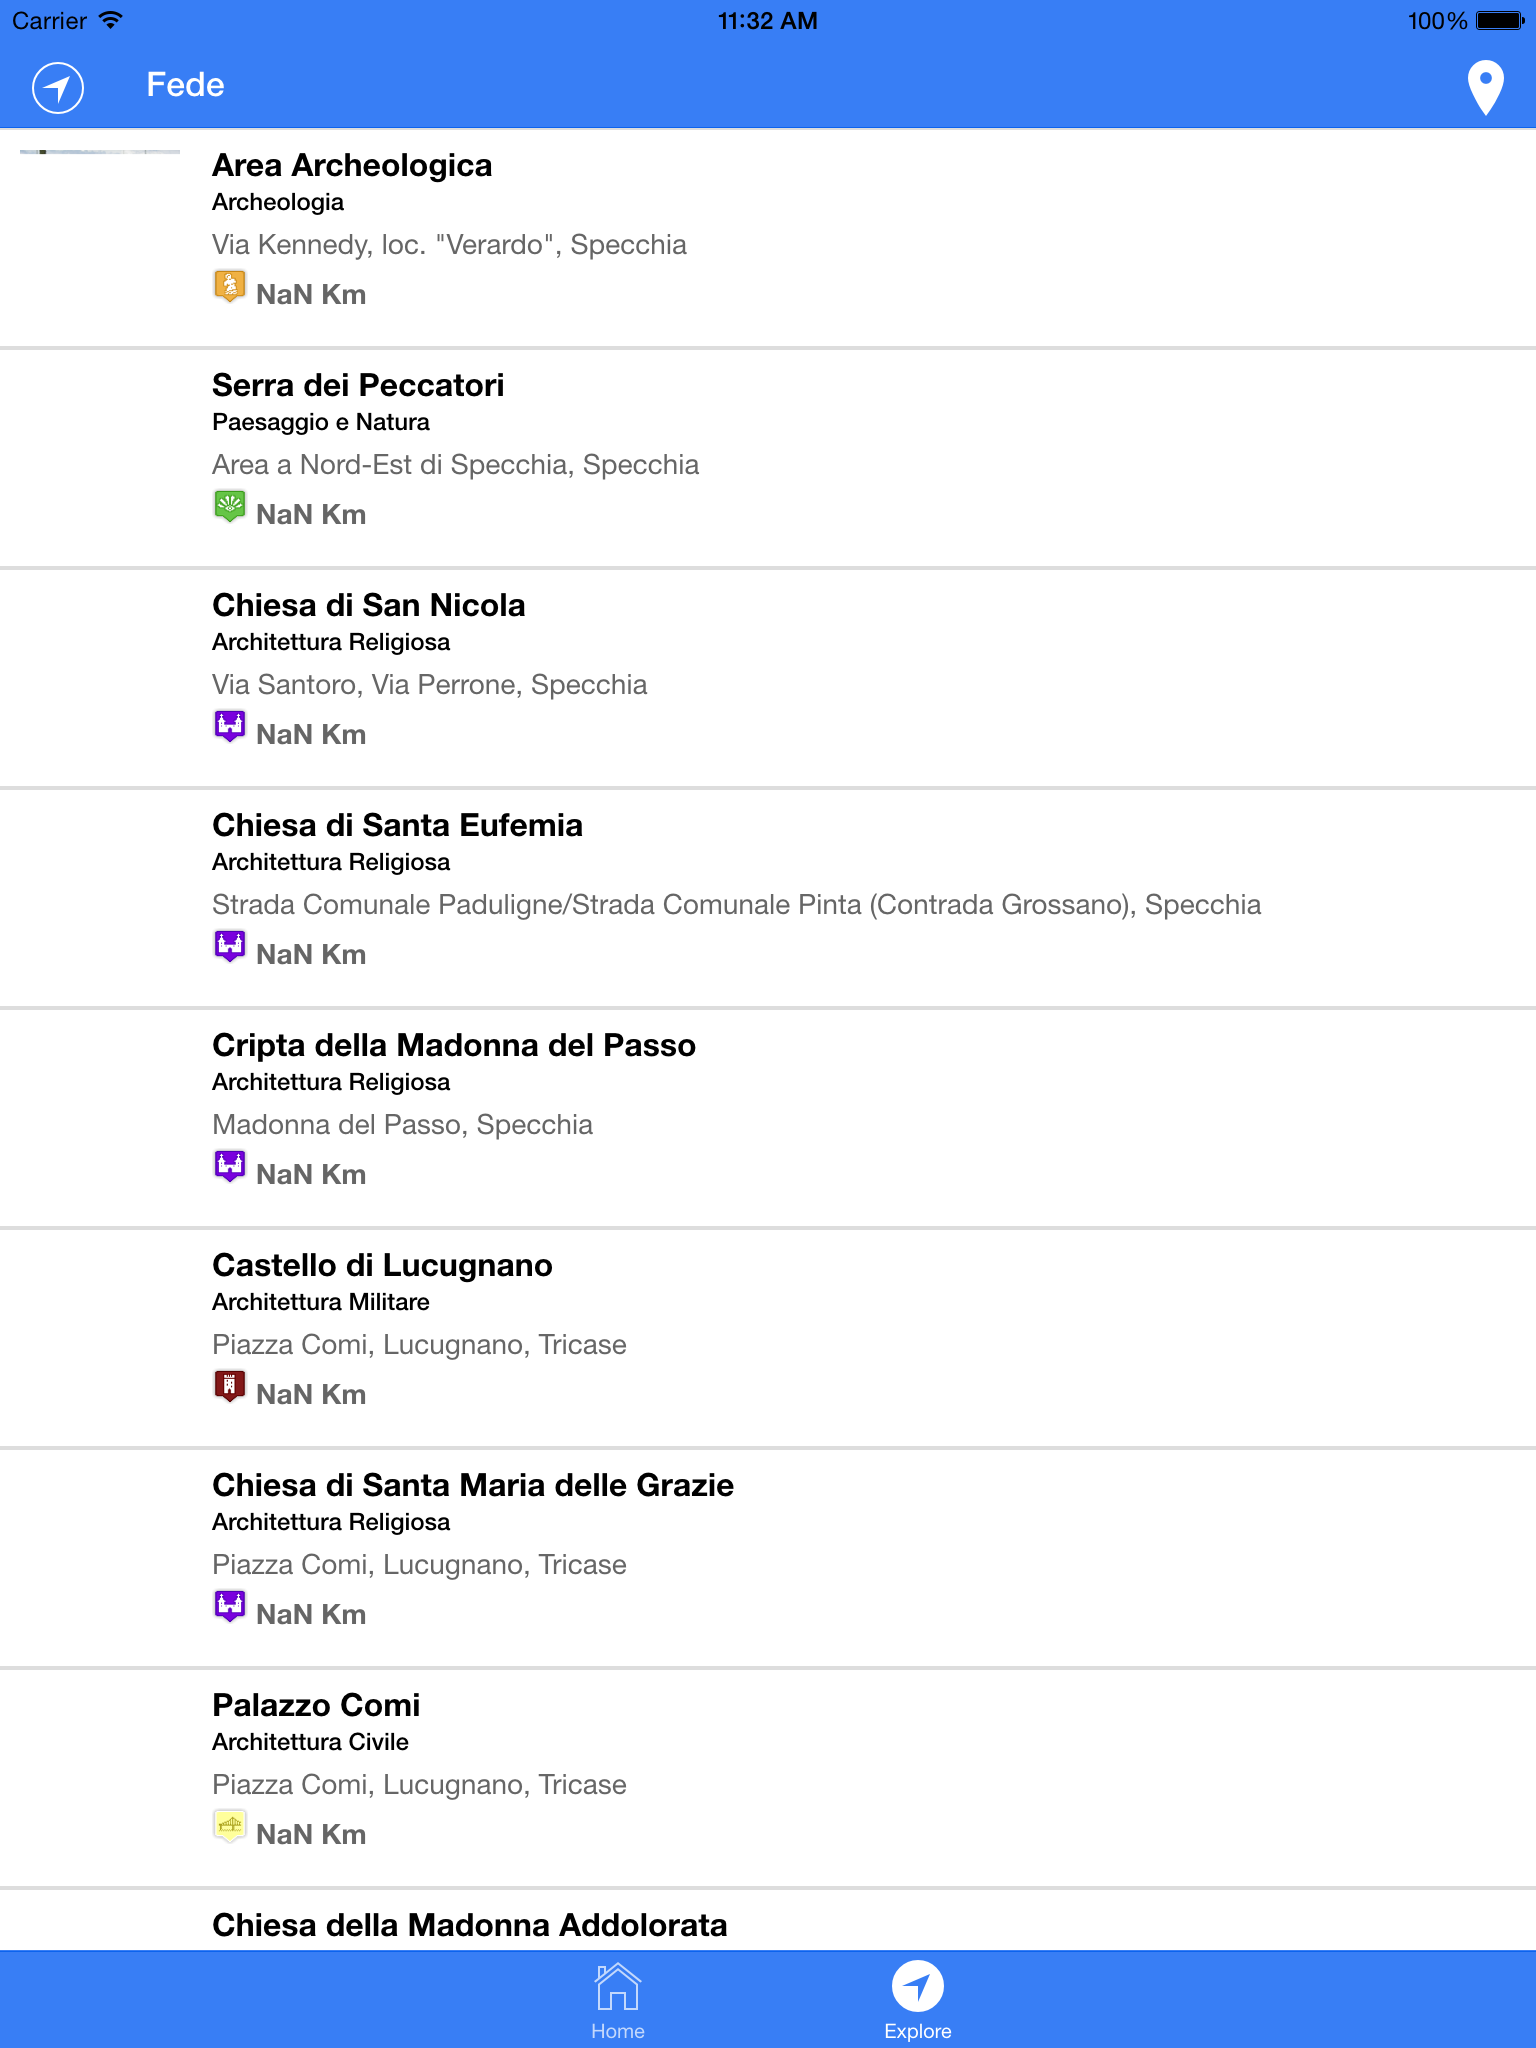 Carrier 11:32 AM 100%
Fede
Area Archeologica
Archeologia
Via Kennedy, loc. "Verardo", Specchia
NaN Km
Serra dei Peccatori
Paesaggio e Natura
Area a Nord-Est di Specchia, Specchia
NaN Km
Chiesa di San Nicola
Architettura Religiosa
Via Santoro, Via Perrone, Specchia
NaN Km
Chiesa di Santa Eufemia
Architettura Religiosa
Strada Comunale Paduligne/Strada Comunale Pinta (Contrada Grossano), Specchia
NaN Km
Cripta della Madonna del Passo
Architettura Religiosa
Madonna del Passo, Specchia
NaN Km
Castello di Lucugnano
Architettura Militare
Piazza Comi, Lucugnano, Tricase
NaN Km
Chiesa di Santa Maria delle Grazie
Architettura Religiosa
Piazza Comi, Lucugnano, Tricase
NaN Km
Palazzo Comi
Architettura Civile
Piazza Comi, Lucugnano, Tricase
NaN Km
Chiesa della Madonna Addolorata
Home Explore